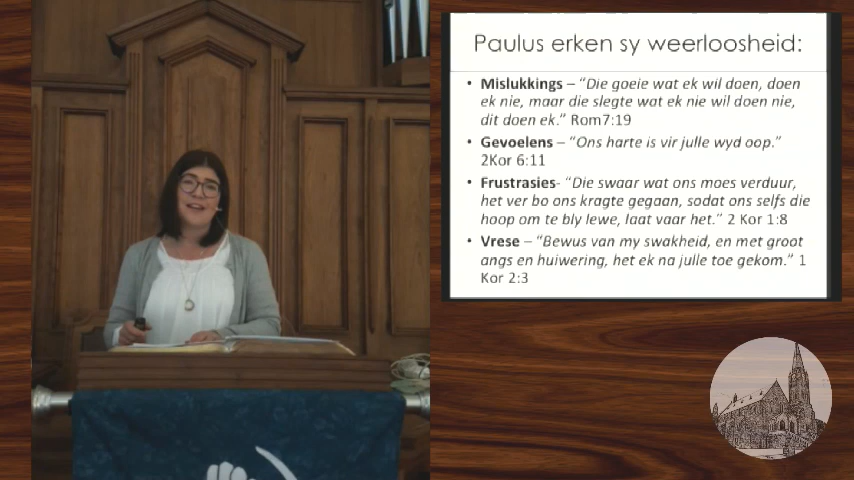 Paulus erken sy weerloosheid:
• Mislukkings – “Die goeie wat ek wil doen, doen
ek nie, maar die slegte wat ek nie wil doen nie,
dit doen ek.” Rom7:19
• Gevoelens – “Ons harte is vir julle wyd oop.”
2Kor 6:11
• Frustrasies- “Die swaar wat ons moes verduur,
het ver bo ons kragte gegaan, sodat ons selfs die
hoop om te bly lewe, laat vaar het.” 2 Kor 1:8
• Vrese – “Bewus van my swakheid, en met groot
angs en huiwering, het ek na julle toe gekom.” 1
Kor 2:3